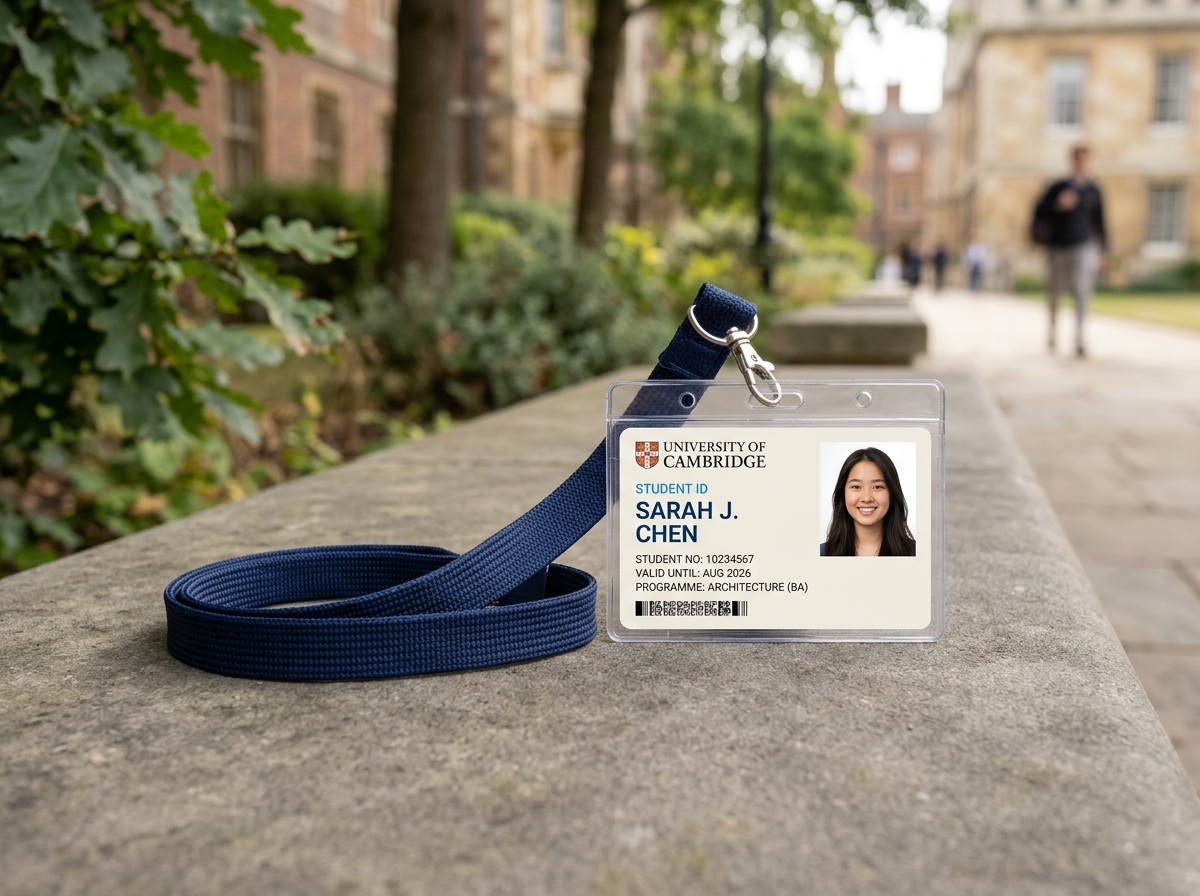 UNIVERSITY OF
CAMBRIDGE
STUDENT ID
SARAH J.
CHEN
STUDENT NO: 10234567
VALID UNTIL: AUG 2026
PROGRAMME: ARCHITECTURE (BA)